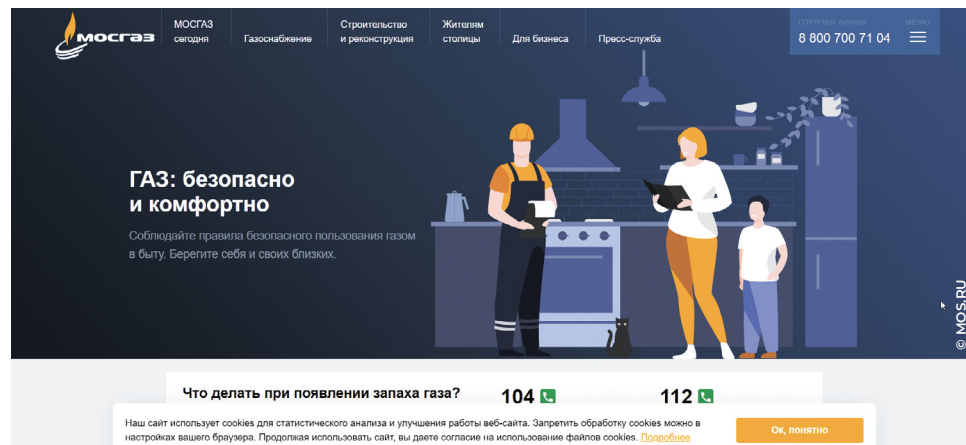 мосгаз
МОСГАЗ
сегодня
Газоснабжение
Строительство
и реконструкция
Жителям
столицы
Для бизнеса
Пресс-служба
ГОРЯЧАЯ ЛИНИЯ
МЕНЮ
8 800 700 71 04
ГАЗ: безопасно
и комфортно
Соблюдайте правила безопасного пользования газом
в быту. Берегите себя и своих близких.
© MOS.RU
Что делать при появлении запаха газа?
104
112
Наш сайт использует cookies для статистического анализа и улучшения работы веб-сайта. Запретить обработку cookies можно в
настройках вашего браузера. Продолжая использовать сайт, вы даете согласие на использование файлов cookies. Подробнее
Ок, понятно